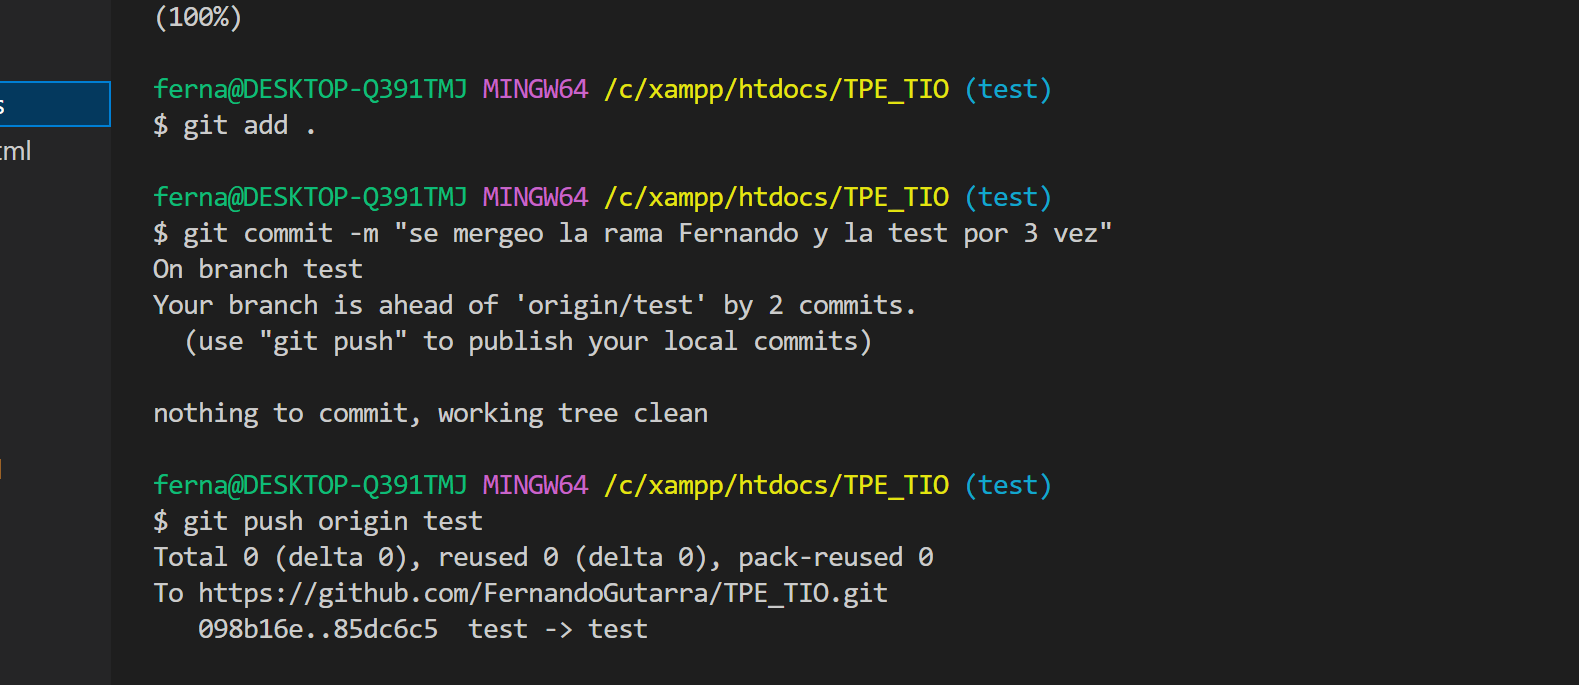 (100%)
ferna@DESKTOP-Q391TMJ MINGW64 /c/xampp/htdocs/TPE_TIO (test)
$ git add .
ferna@DESKTOP-Q391TMJ MINGW64 /c/xampp/htdocs/TPE_TIO (test)
$ git commit -m "se mergeo la rama Fernando y la test por 3 vez"
On branch test
Your branch is ahead of 'origin/test' by 2 commits.
  (use "git push" to publish your local commits)
nothing to commit, working tree clean
ferna@DESKTOP-Q391TMJ MINGW64 /c/xampp/htdocs/TPE_TIO (test)
$ git push origin test
Total 0 (delta 0), reused 0 (delta 0), pack-reused 0
To https://github.com/FernandoGutarra/TPE_TIO.git
   098b16e..85dc6c5  test -> test